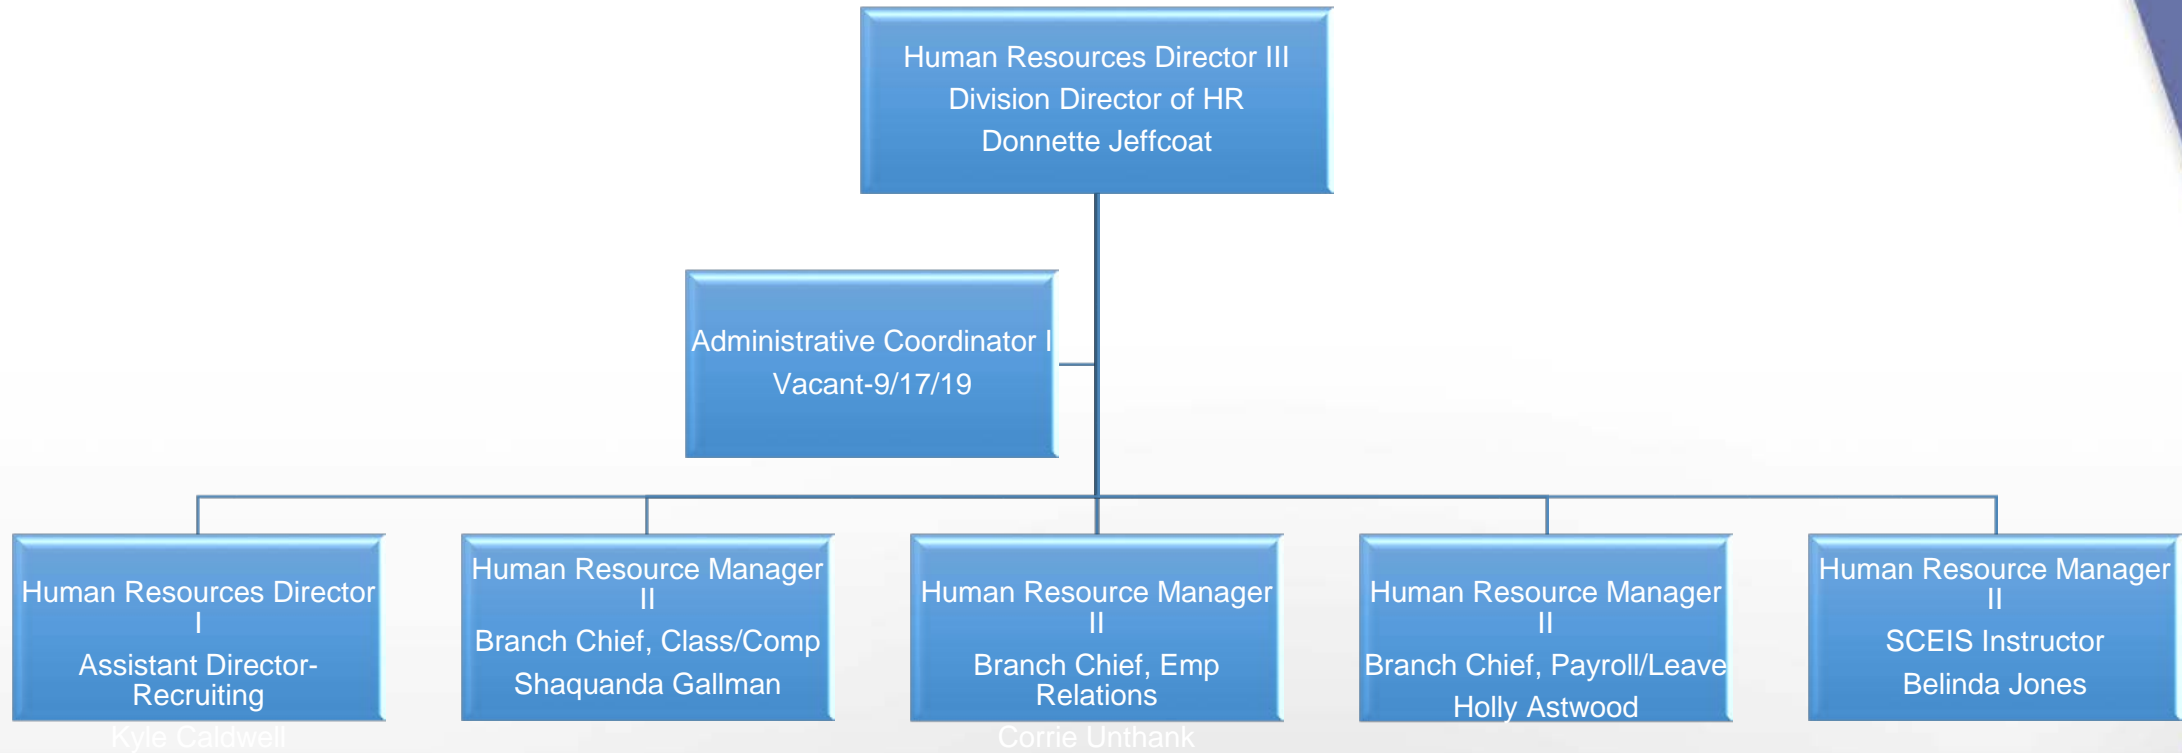 Human Resources Director III
Division Director of HR
Donnette Jeffcoat
Administrative Coordinator I
Vacant-9/17/19
Human Resources Director
I
Assistant Director-
Recruiting
Kyle Caldwell
Human Resource Manager
II
Branch Chief, Class/Comp
Shaquanda Gallman
Human Resource Manager
II
Branch Chief, Emp
Relations
Corrie Unthank
Human Resource Manager
II
Branch Chief, Payroll/Leave
Holly Astwood
Human Resource Manager
II
SCEIS Instructor
Belinda Jones